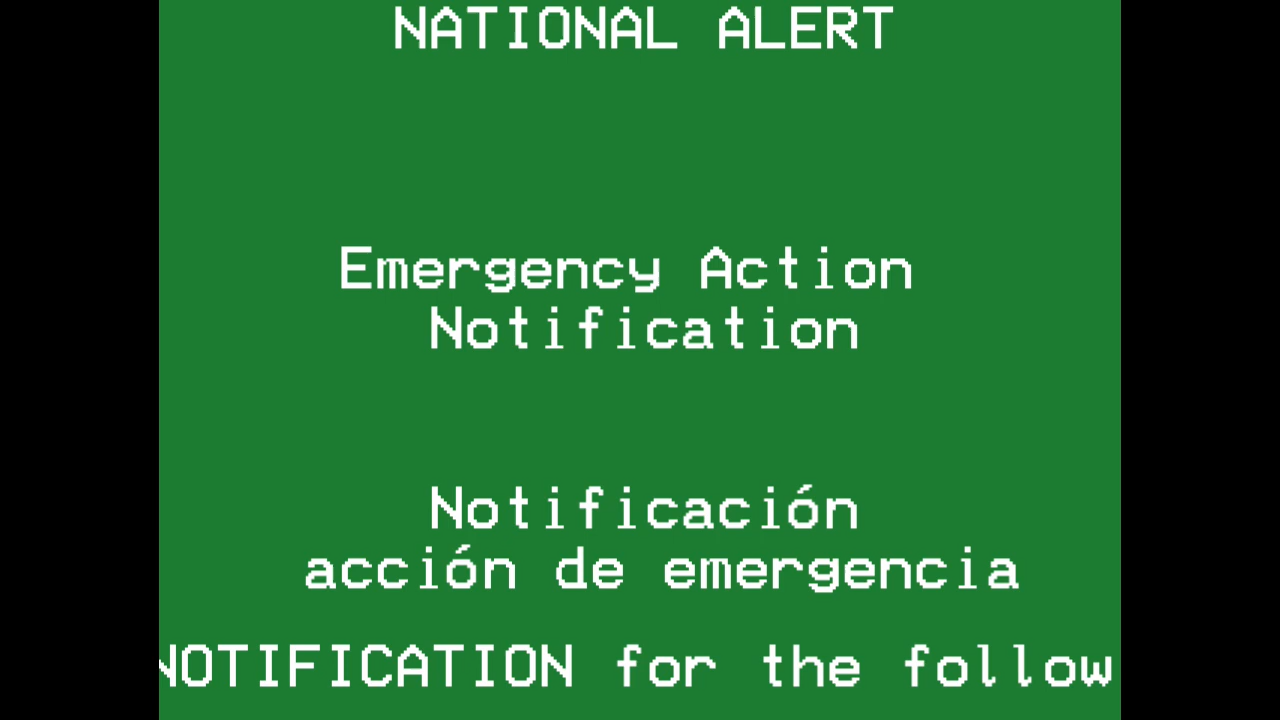 NATIONAL ALERT
Emergency Action
Notification
Notificación
acción de emergencia
NOTIFICATION for the follow